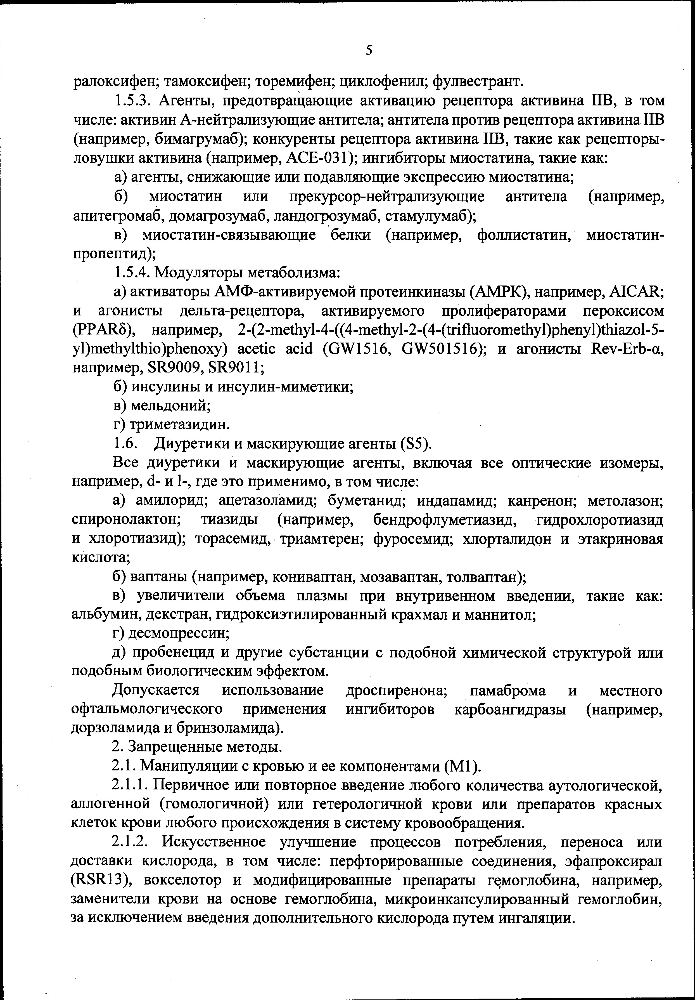 5
ралоксифен; тамоксифен; торемифен; циклофенил; фулвестрант.
1.5.3. Агенты, предотвращающие активацию рецептора активина IIB, в том
числе: активин А-нейтрализующие антитела; антитела против рецептора активина IIB
(например, бимагрумаб); конкуренты рецептора активина IIB, такие как рецепторы-
ловушки активина (например, ACE-031); ингибиторы миостатина, такие как:
а) агенты, снижающие или подавляющие экспрессию миостатина;
б) миостатин или прекурсор-нейтрализующие антитела (например,
апитегромаб, домагрозумаб, ландогрозумаб, стамулумаб);
в) миостатин-связывающие белки (например, фоллистатин, миостатин-
пропептид);
1.5.4. Модуляторы метаболизма:
а) активаторы АМФ-активируемой протеинкиназы (AMPK), например, AICAR;
и агонисты дельта-рецептора, активируемого пролифераторами пероксисом
(PPARδ), например, 2-(2-methyl-4-((4-methyl-2-(4-(trifluoromethyl)phenyl)thiazol-5-
yl)methylthio)phenoxy) acetic acid (GW1516, GW501516); и агонисты Rev-Erb-α,
например, SR9009, SR9011;
б) инсулины и инсулин-миметики;
в) мельдоний;
г) триметазидин.
1.6. Диуретики и маскирующие агенты (S5).
Все диуретики и маскирующие агенты, включая все оптические изомеры,
например, d- и l-, где это применимо, в том числе:
а) амилорид; ацетазоламид; буметанид; индапамид; канренон; метолазон;
спиронолактон; тиазиды (например, бендрофлуметиазид, гидрохлоротиазид
и хлоротиазид); торасемид, триамтерен; фуросемид; хлорталидон и этакриновая
кислота;
б) ваптаны (например, кониваптан, мозаваптан, толваптан);
в) увеличители объема плазмы при внутривенном введении, такие как:
альбумин, декстран, гидроксиэтилированный крахмал и маннитол;
г) десмопрессин;
д) пробенецид и другие субстанции с подобной химической структурой или
подобным биологическим эффектом.
Допускается использование дроспиренона; памаброма и местного
офтальмологического применения ингибиторов карбоангидразы (например,
дорзоламида и бринзоламида).
2. Запрещенные методы.
2.1. Манипуляции с кровью и ее компонентами (M1).
2.1.1. Первичное или повторное введение любого количества аутологической,
аллогенной (гомологичной) или гетерологичной крови или препаратов красных
клеток крови любого происхождения в систему кровообращения.
2.1.2. Искусственное улучшение процессов потребления, переноса или
доставки кислорода, в том числе: перфторированные соединения, эфапроксирал
(RSR13), вокселотор и модифицированные препараты гемоглобина, например,
заменители крови на основе гемоглобина, микроинкапсулированный гемоглобин,
за исключением введения дополнительного кислорода путем ингаляции.